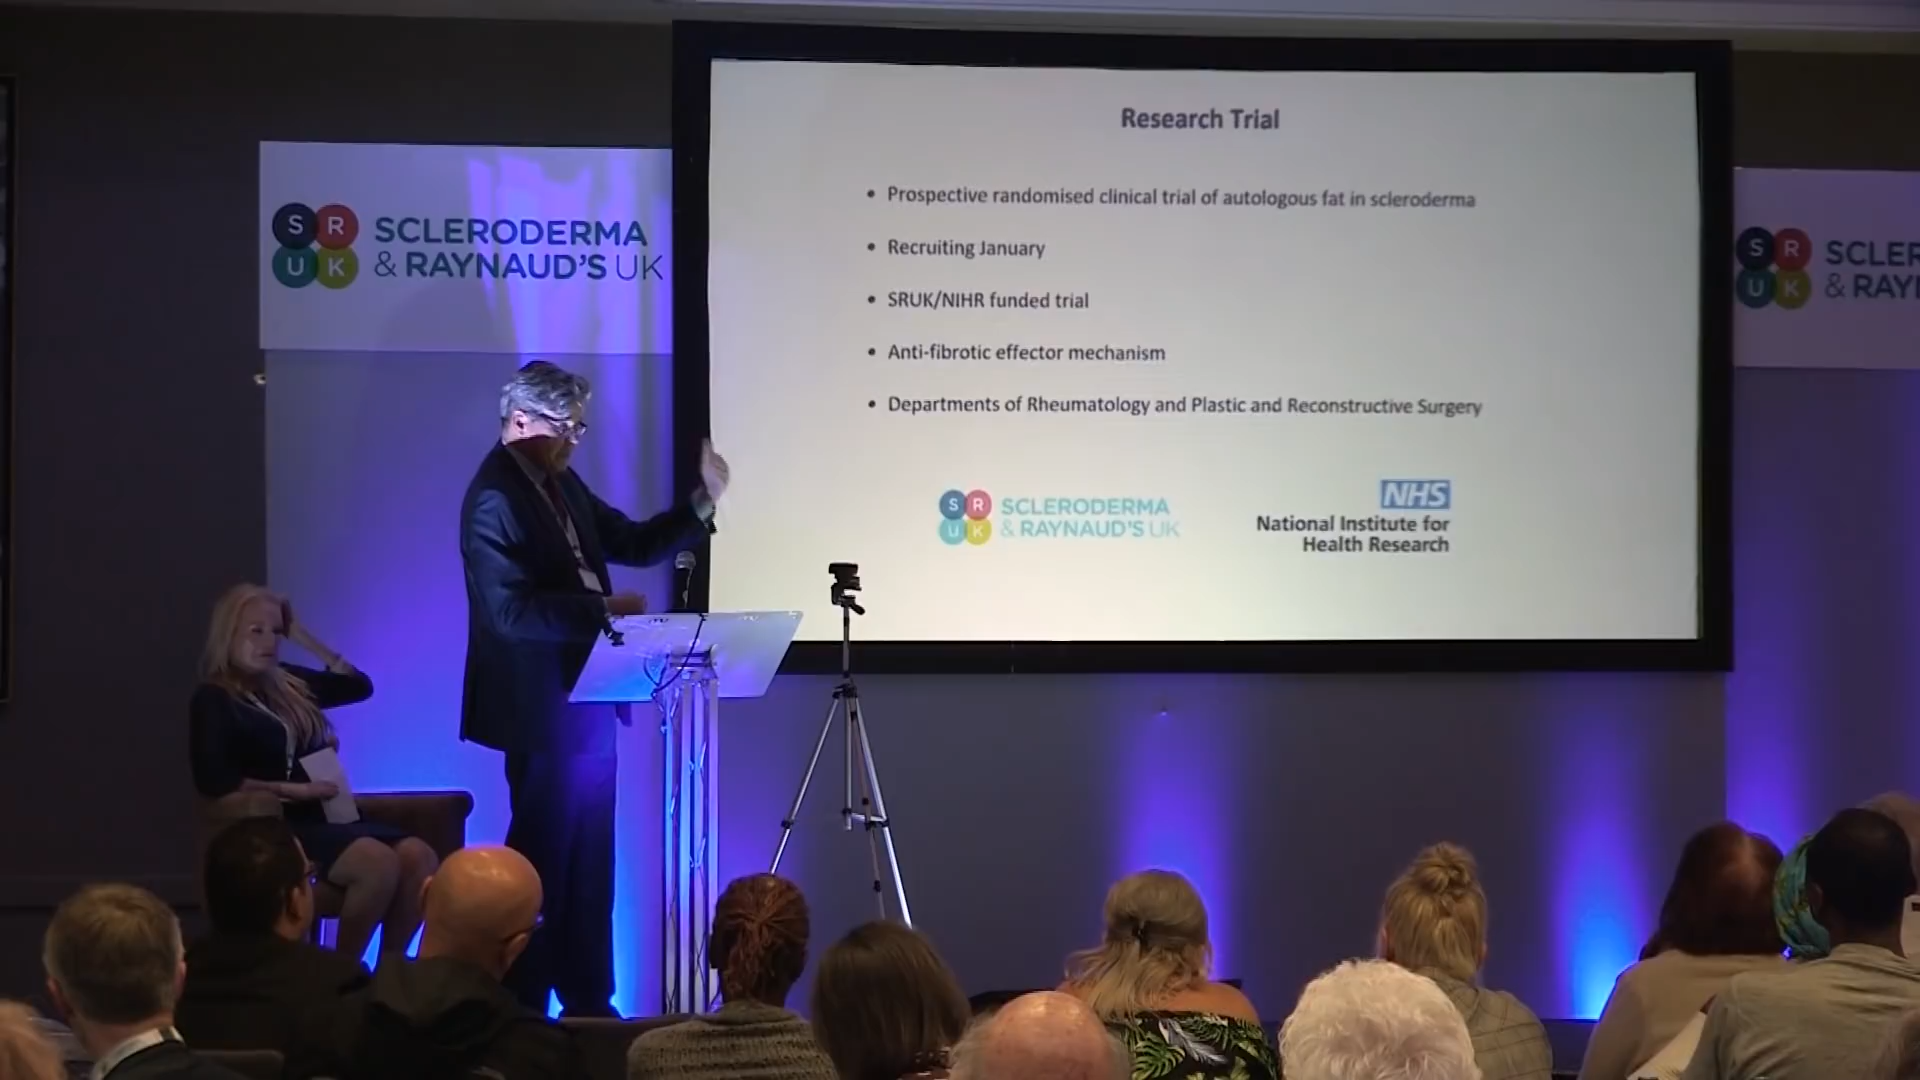 S R
U K
SCLERODERMA
& RAYNAUD'S UK
Research Trial
• Prospective randomised clinical trial of autologous fat in scleroderma
• Recruiting January
• SRUK/NIHR funded trial
• Anti-fibrotic effector mechanism
• Departments of Rheumatology and Plastic and Reconstructive Surgery
S R
U K
SCLERODERMA
& RAYNAUD'S UK
NHS
National Institute for
Health Research
S R
U K
SCLER
& RAY